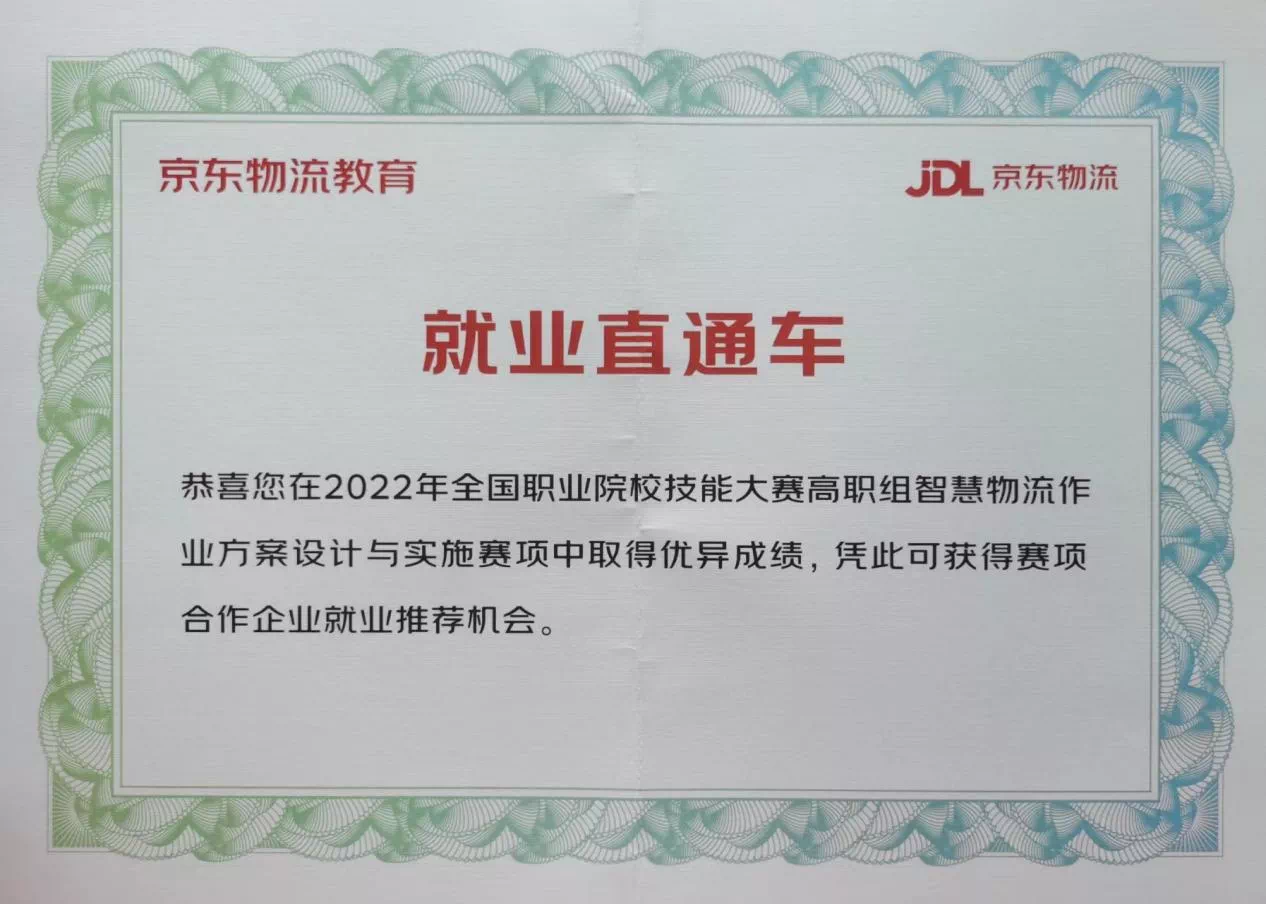 京东物流教育
JDL 京东物流
就业直通车
恭喜您在2022年全国职业院校技能大赛高职组智慧物流作
业方案设计与实施赛项中取得优异成绩，凭此可获得赛项
合作企业就业推荐机会。